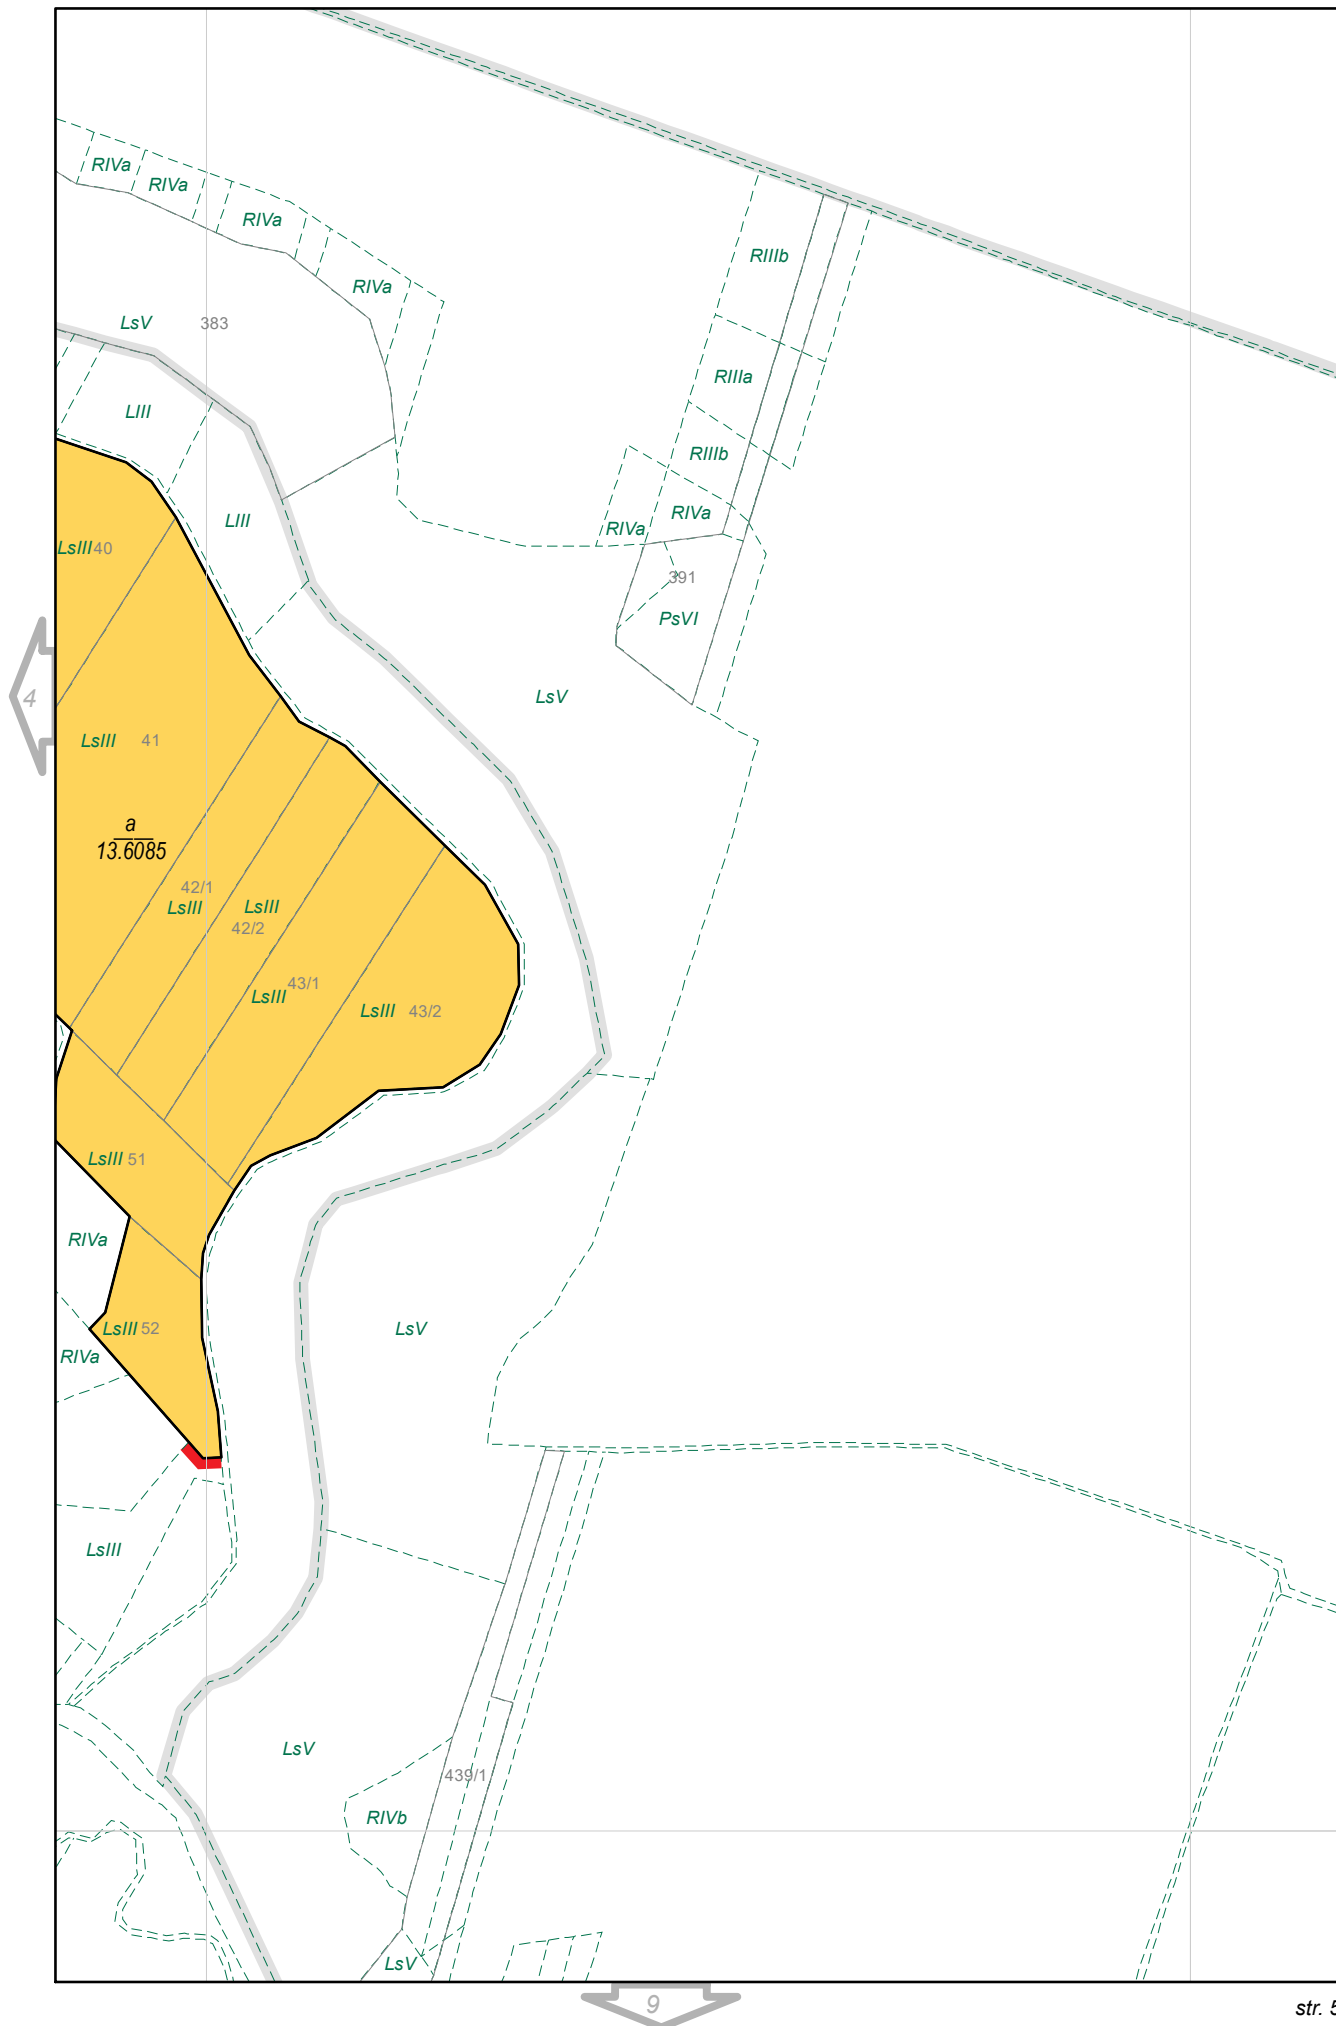 RIVa
RIVa
RIVa
RIIIb
RIVa
LsV 383
RIIIa
LIII
RIIIb
RIVa
LIII
RIVa
LsIII 40
391
PsVI
4
LsV
LsIII 41
a
13.6085
42/1
LsIII
LsIII
42/2
43/1
LsIII
LsIII 43/2
LsIII 51
RIVa
LsIII 52
LsV
RIVa
LsIII
LsV
439/1
RIVb
LsV
9
str. 5